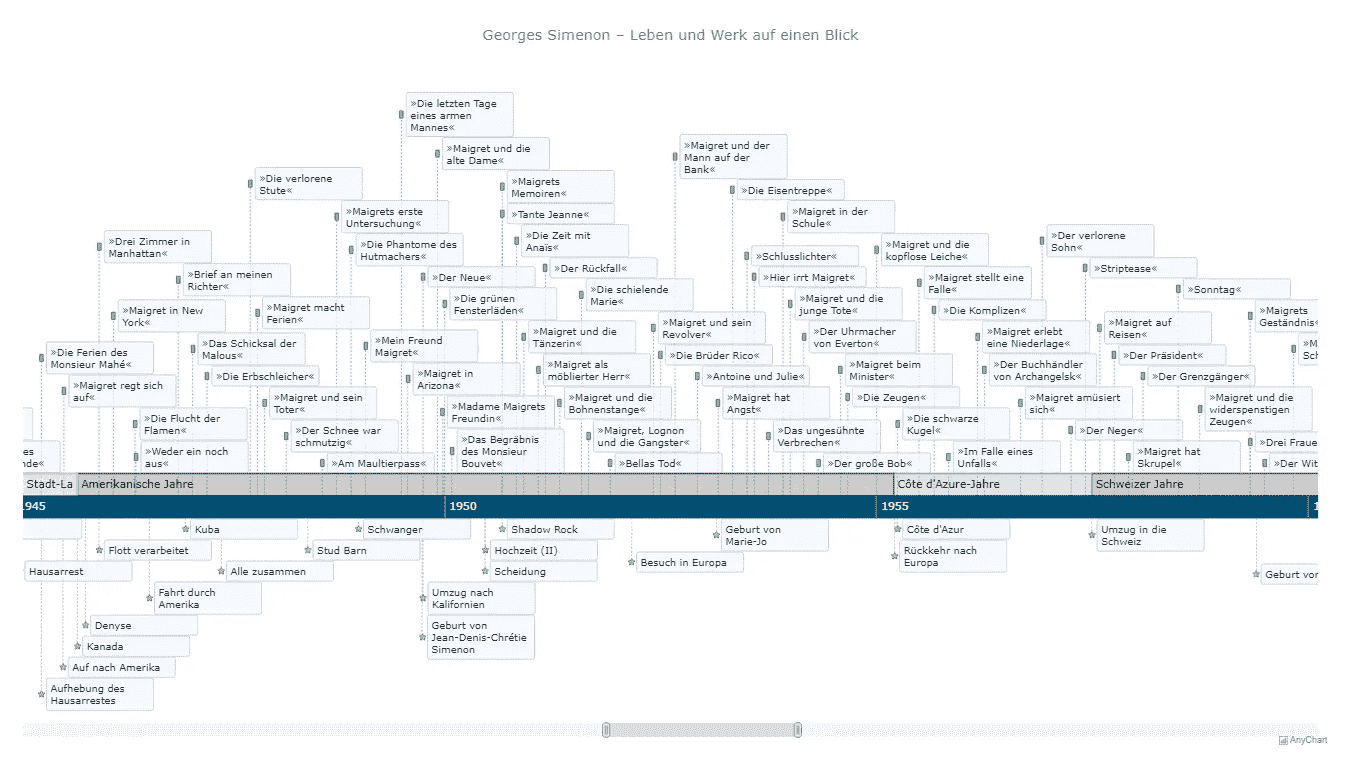 Georges Simenon – Leben und Werk auf einen Blick
»Die letzten Tage
eines armen
Mannes«
»Maigret und die
alte Dame«
»Maigret und der
Mann auf der
Bank«
»Die verlorene
Stute«
»Maigrets
Memoiren«
»Die Eisentreppe«
»Maigrets erste
Untersuchung«
»Tante Jeanne«
»Maigret in der
Schule«
»Drei Zimmer in
Manhattan«
»Die Phantome des
Hutmachers«
»Die Zeit mit
Anaïs«
»Schlusslichter«
»Maigret und die
kopflose Leiche«
»Der verlorene
Sohn«
»Brief an meinen
Richter«
»Der Neue«
»Der Rückfall«
»Hier irrt Maigret«
»Maigret stellt eine
Falle«
»Striptease«
»Maigret in New
York«
»Maigret macht
Ferien«
»Die grünen
Fensterläden«
»Die schielende
Marie«
»Maigret und die
junge Tote«
»Die Komplizen«
»Sonntag«
»Die Ferien des
Monsieur Mahé«
»Das Schicksal der
Malous«
»Mein Freund
Maigret«
»Maigret und die
Tänzerin«
»Maigret und sein
Revolver«
»Der Uhrmacher
von Everton«
»Maigret erlebt
eine Niederlage«
»Maigret auf
Reisen«
»Maigrets
Geständnis«
»Maigret regt sich
auf«
»Die Erbschleicher«
»Maigret in
Arizona«
»Maigret als
möblierter Herr«
»Die Brüder Rico«
»Maigret beim
Minister«
»Der Buchhändler
von Archangelsk«
»Der Präsident«
»M
Sch
»Die Flucht der
Flamen«
»Maigret und sein
Toter«
»Madame Maigrets
Freundin«
»Maigret und die
Bohnenstange«
»Antoine und Julie«
»Die Zeugen«
»Maigret amüsiert
sich«
»Der Grenzgänger«
»Maigret hat
Angst«
»Die schwarze
Kugel«
»Maigret und die
widerspenstigen
Zeugen«
es
nde«
»Weder ein noch
aus«
»Der Schnee war
schmutzig«
»Am Maultierpass«
»Das Begräbnis
des Monsieur
Bouvet«
»Maigret, Lognon
und die Gangster«
»Bellas Tod«
»Das ungesühnte
Verbrechen«
»Der große Bob«
»Im Falle eines
Unfalls«
»Der Neger«
»Maigret hat
Skrupel«
»Drei Fraue
»Der Wit
Stadt-La
Amerikanische Jahre
Côte d'Azure-Jahre
Schweizer Jahre
945
1950
1955
1
Kuba
Schwanger
Shadow Rock
Geburt von
Marie-Jo
Côte d'Azur
Umzug in die
Schweiz
Flott verarbeitet
Stud Barn
Hochzeit (II)
Besuch in Europa
Rückkehr nach
Europa
Hausarrest
Alle zusammen
Scheidung
Geburt vor
Fahrt durch
Amerika
Umzug nach
Kalifornien
Denyse
Geburt von
Jean-Denis-Chrétie
Simenon
Kanada
Auf nach Amerika
Aufhebung des
Hausarrestes
AnyChart